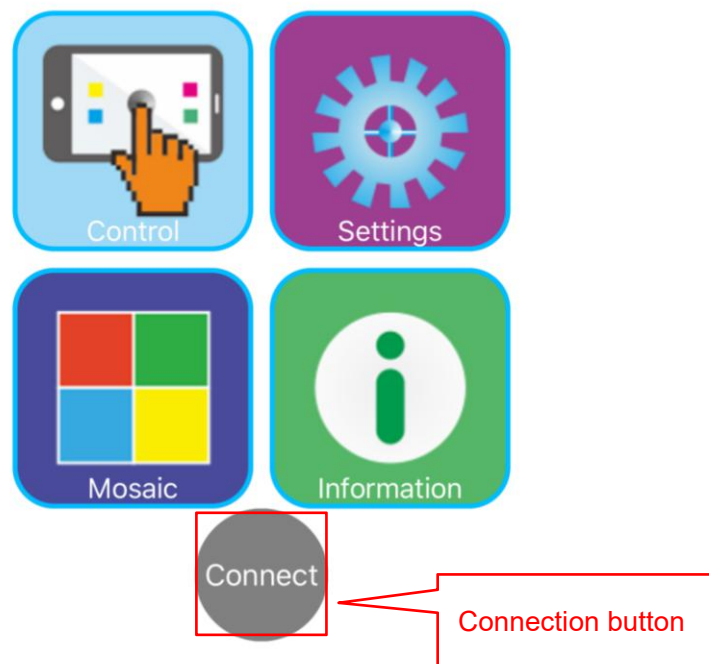 Control
Settings
Mosaic
Information
Connect
Connection button